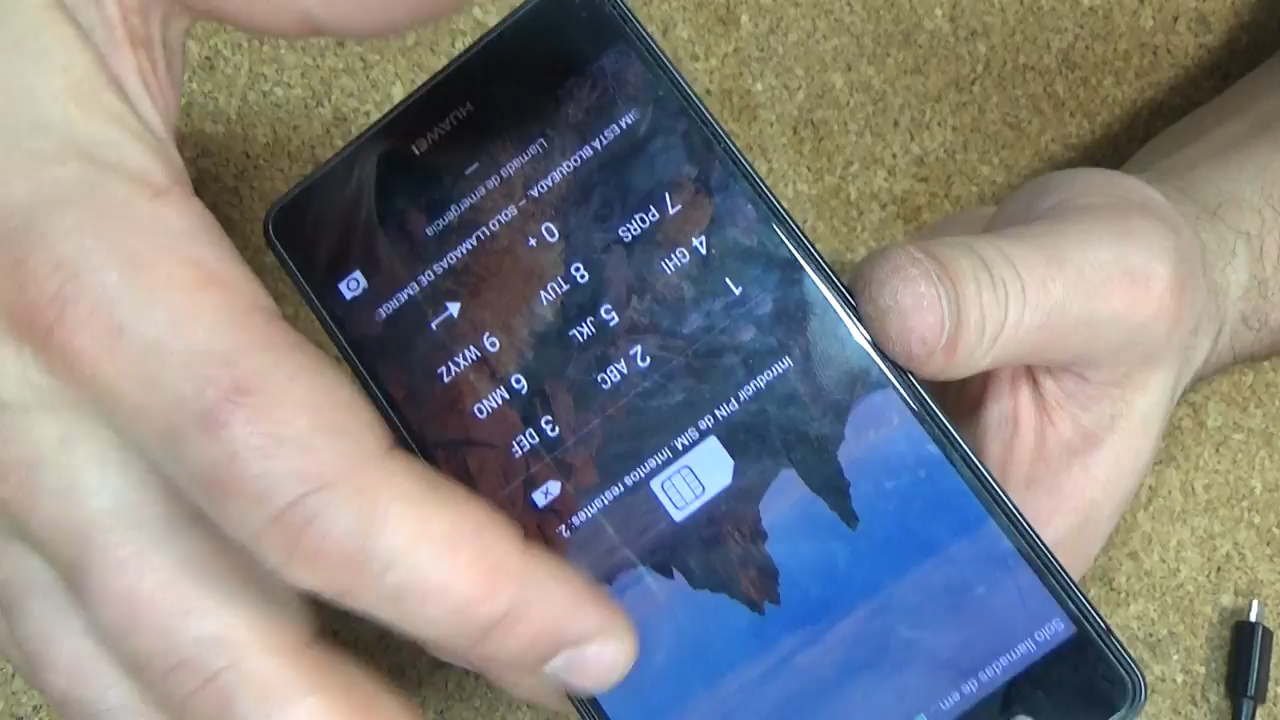 Solo llamadas de em...
Introducir PIN de SIM. Intentos restantes: 2.
1
2 ABC
3 DEF
4 GHI
5 JKL
6 MNO
7 PQRS
8 TUV
9 WXYZ
0 +
SIM ESTÁ BLOQUEADA. – SOLO LLAMADAS DE EMERGE
Llamada de emergencia
HUAWEI